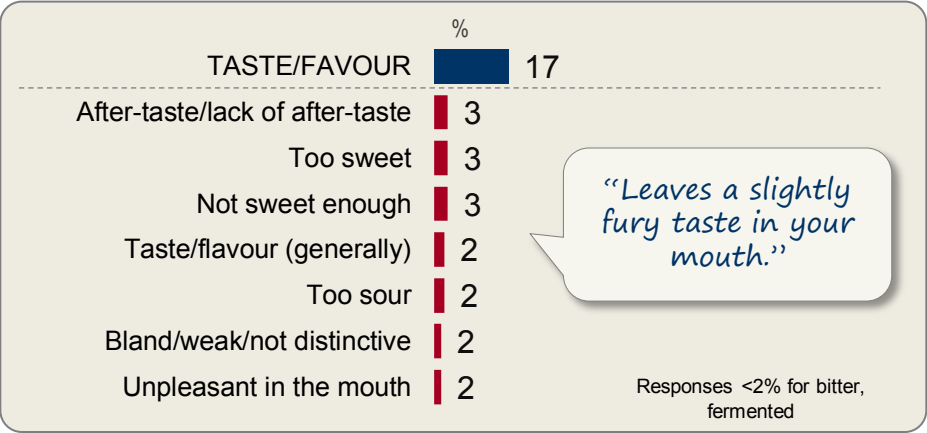 %
TASTE/FAVOUR 17
After-taste/lack of after-taste 3
Too sweet 3
Not sweet enough 3
Taste/flavour (generally) 2
Too sour 2
Bland/weak/not distinctive 2
Unpleasant in the mouth 2
“Leaves a slightly
fury taste in your
mouth.”
Responses <2% for bitter,
fermented